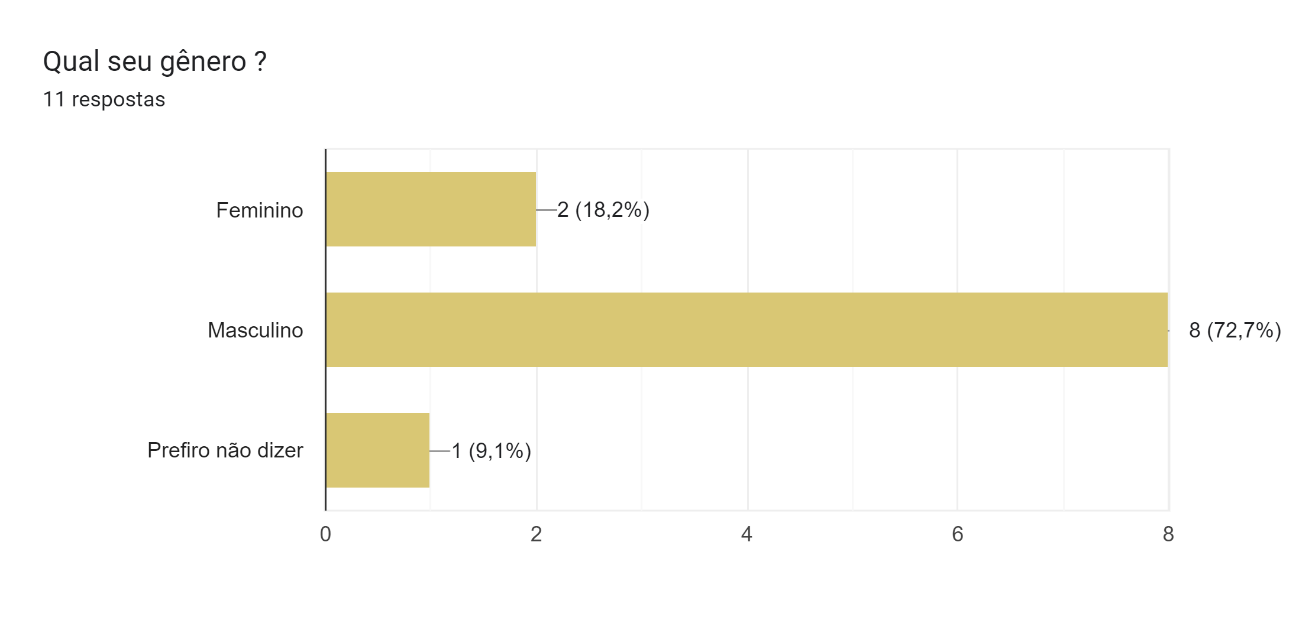 Qual seu gênero ?
11 respostas
Feminino
2 (18,2%)
Masculino
8 (72,7%)
Prefiro não dizer
1 (9,1%)
0 2 4 6 8